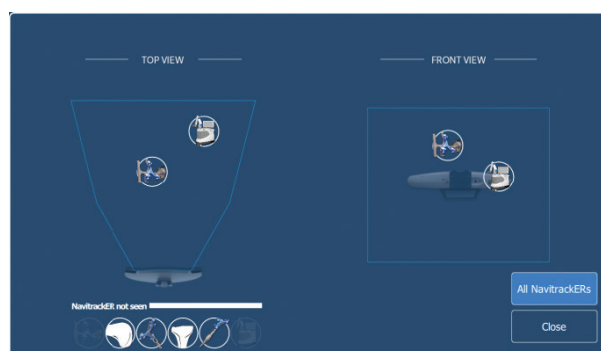 TOP VIEW
FRONT VIEW
NavitrackER not seen
All NavitrackERs
Close